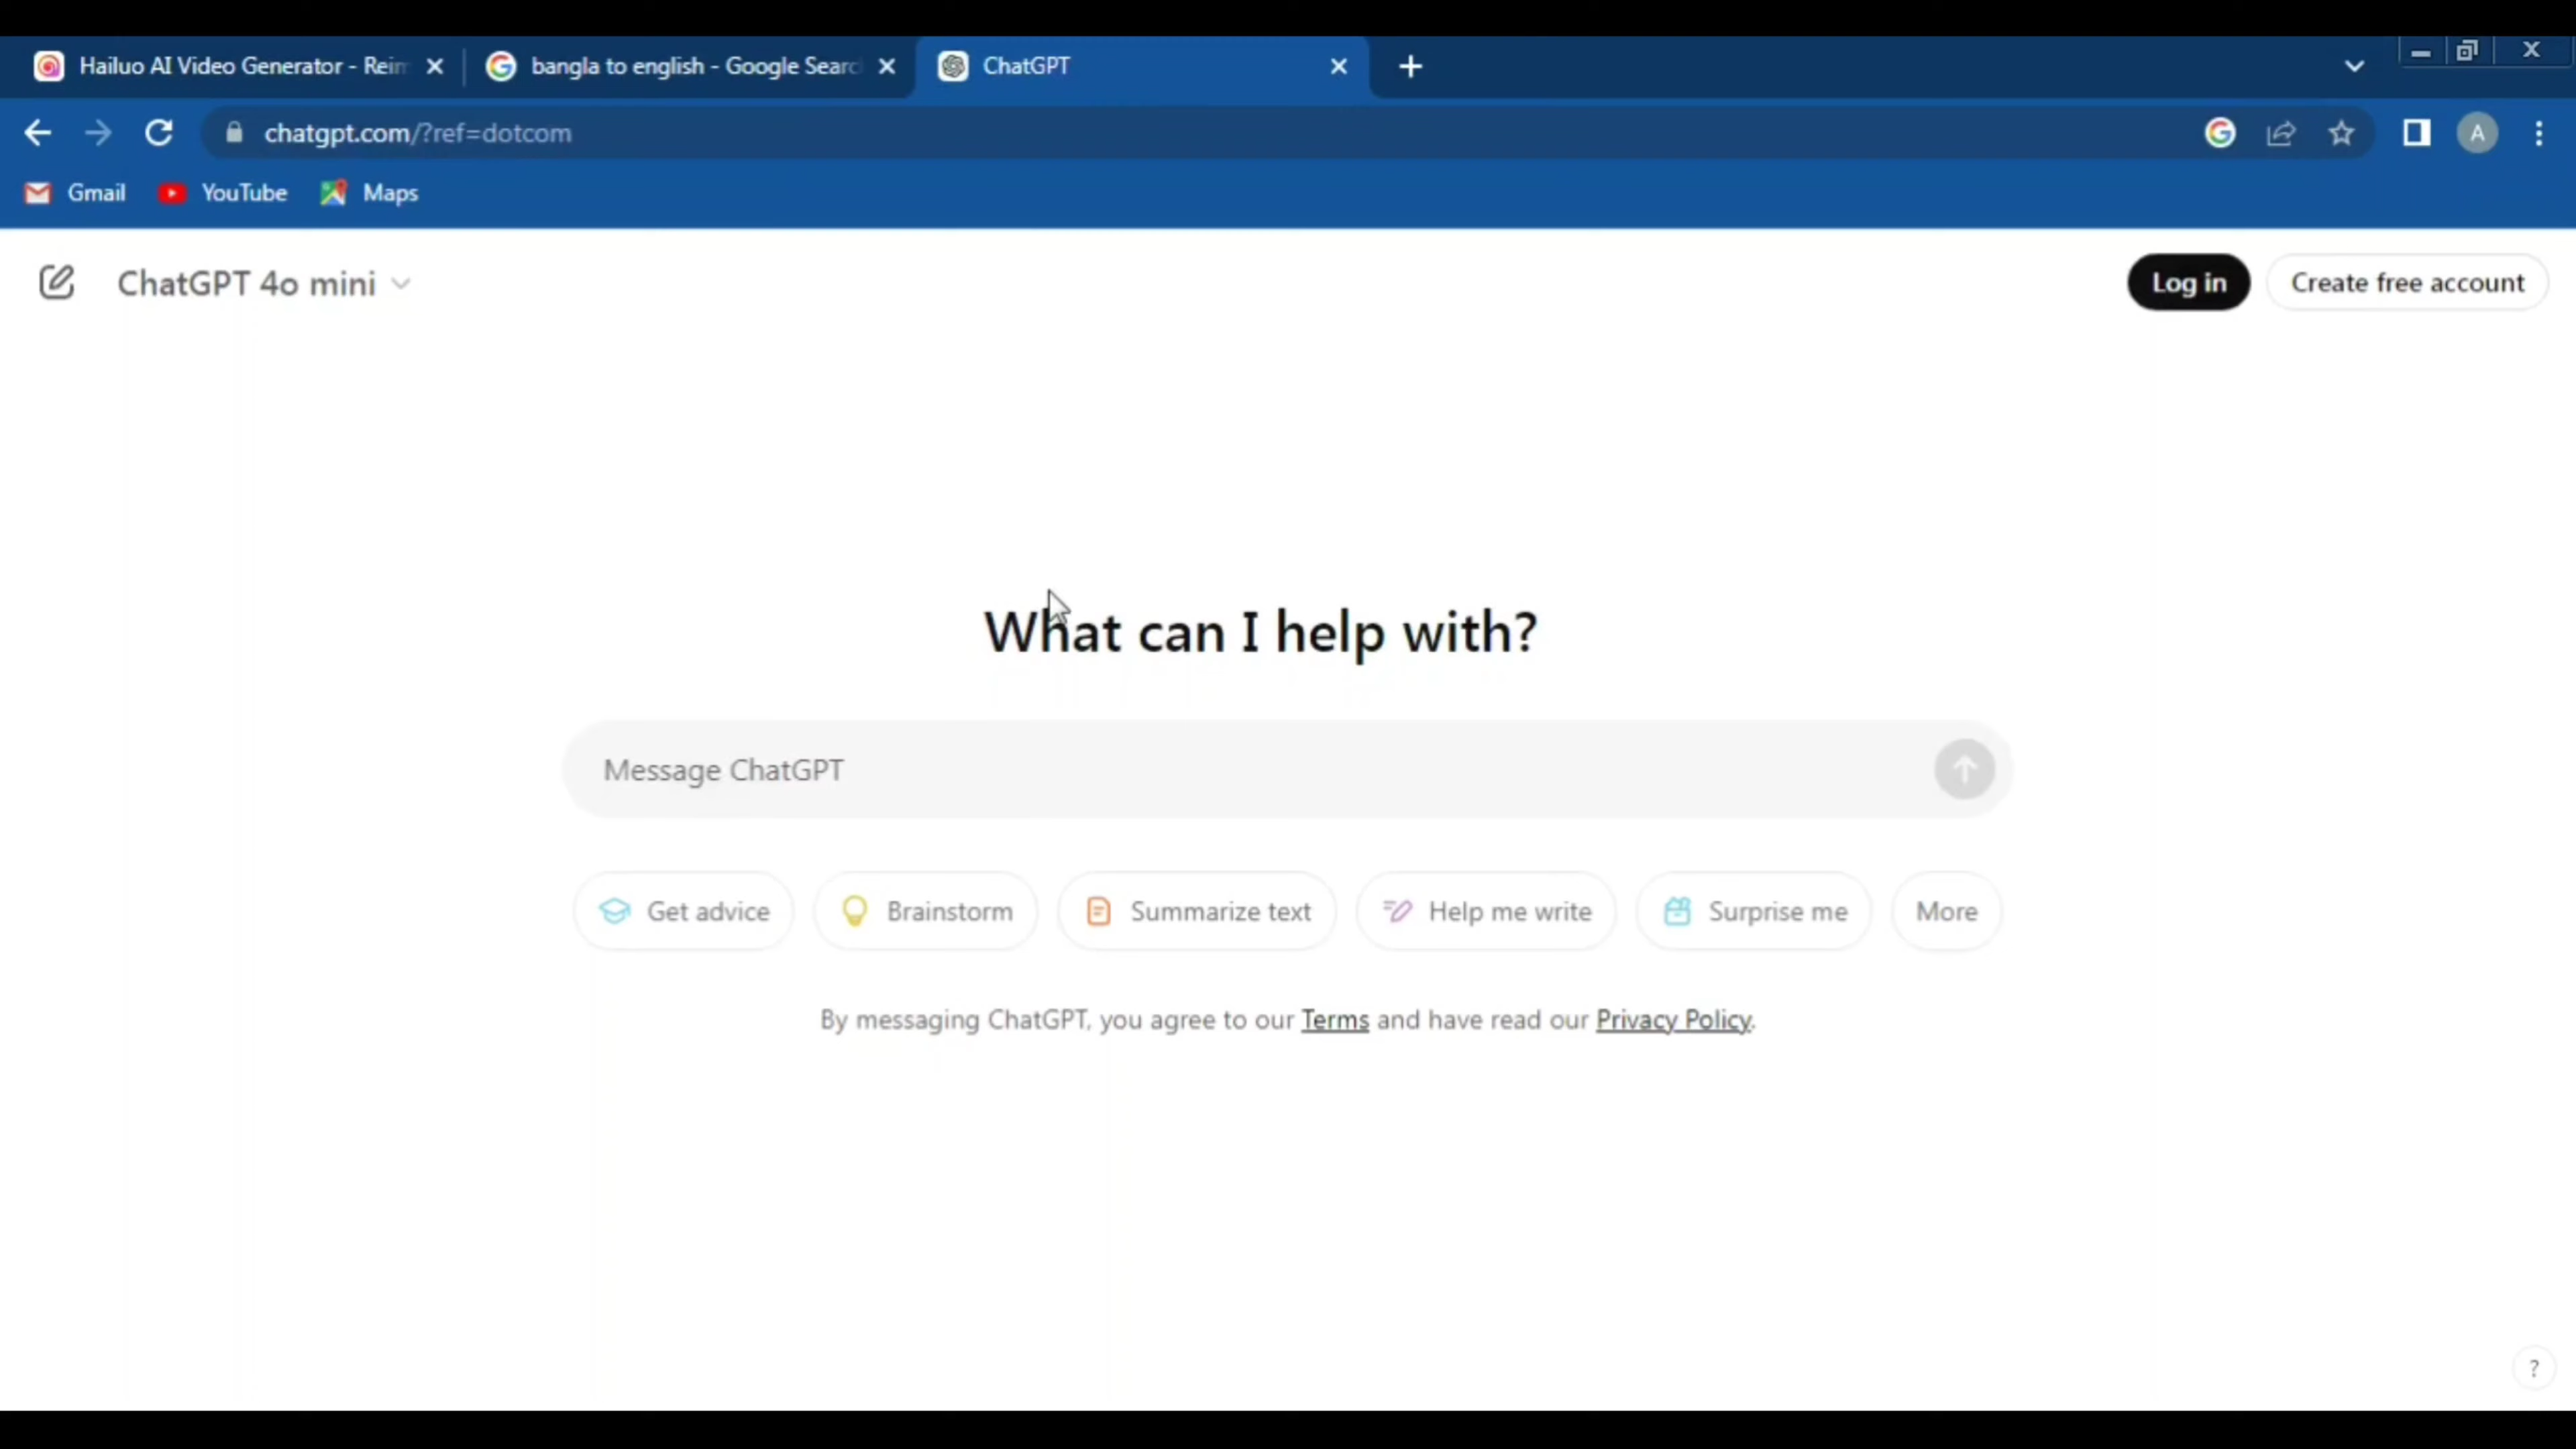 Hailuo AI Video Generator - Rein
bangla to english - Google Searc
ChatGPT
chatgpt.com/?ref=dotcom
A
Gmail
YouTube
Maps
ChatGPT 4o mini
Log in
Create free account
What can I help with?
Message ChatGPT
Get advice
Brainstorm
Summarize text
Help me write
Surprise me
More
By messaging ChatGPT, you agree to our Terms and have read our Privacy Policy.
?